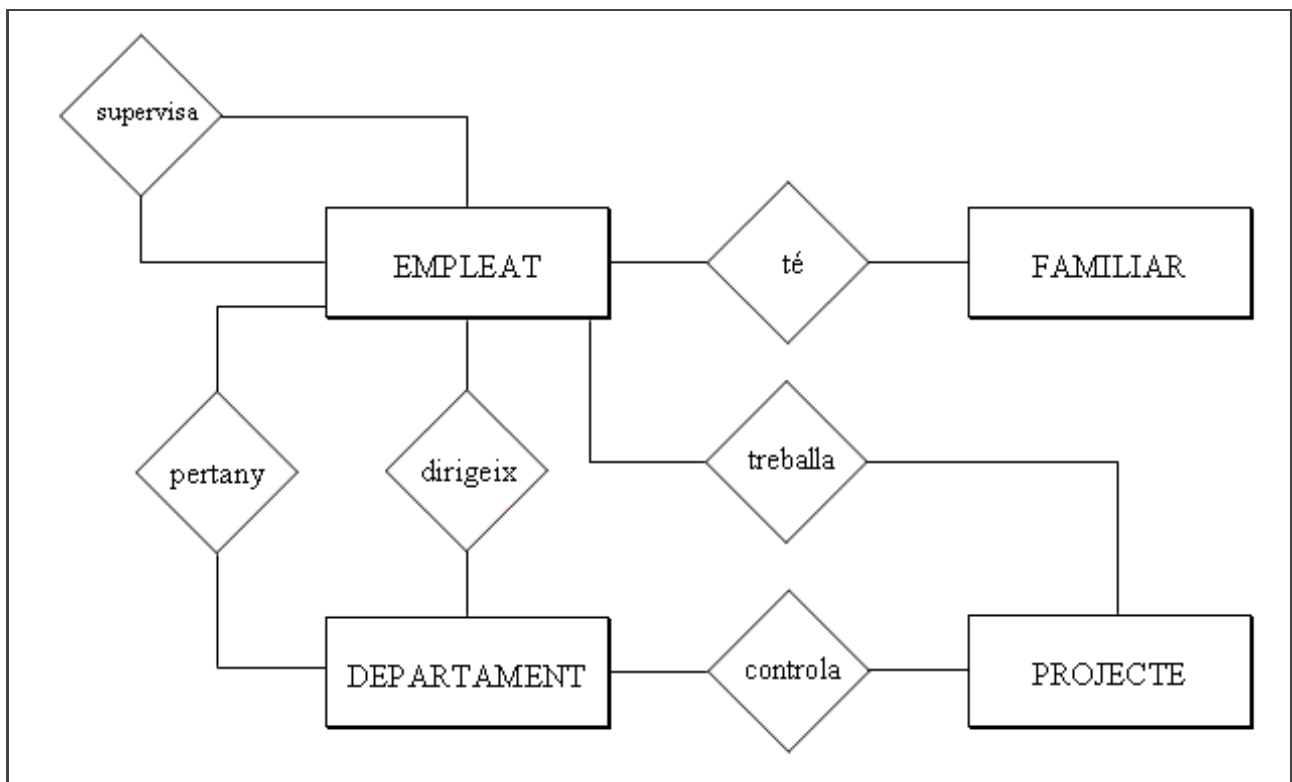 supervisa
EMPLEAT
té
FAMILIAR
pertany
dirigeix
treballa
DEPARTAMENT
controla
PROJECTE